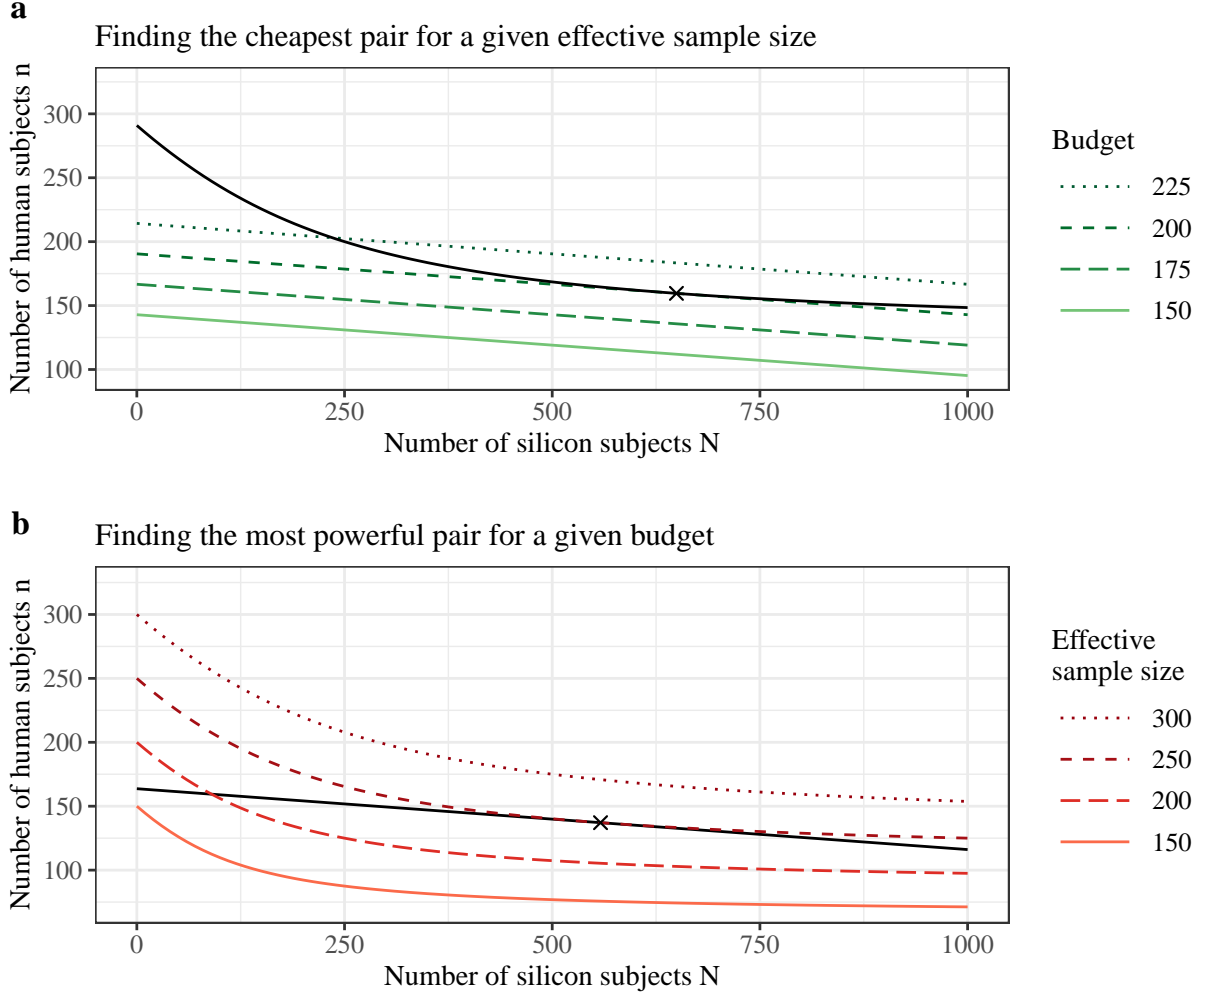 a
Finding the cheapest pair for a given effective sample size
Number of human subjects n
300
250
200
150
100
0 250 500 750 1000
Number of silicon subjects N
Budget
225
200
175
150
b
Finding the most powerful pair for a given budget
Number of human subjects n
300
250
200
150
100
0 250 500 750 1000
Number of silicon subjects N
Effective
sample size
300
250
200
150